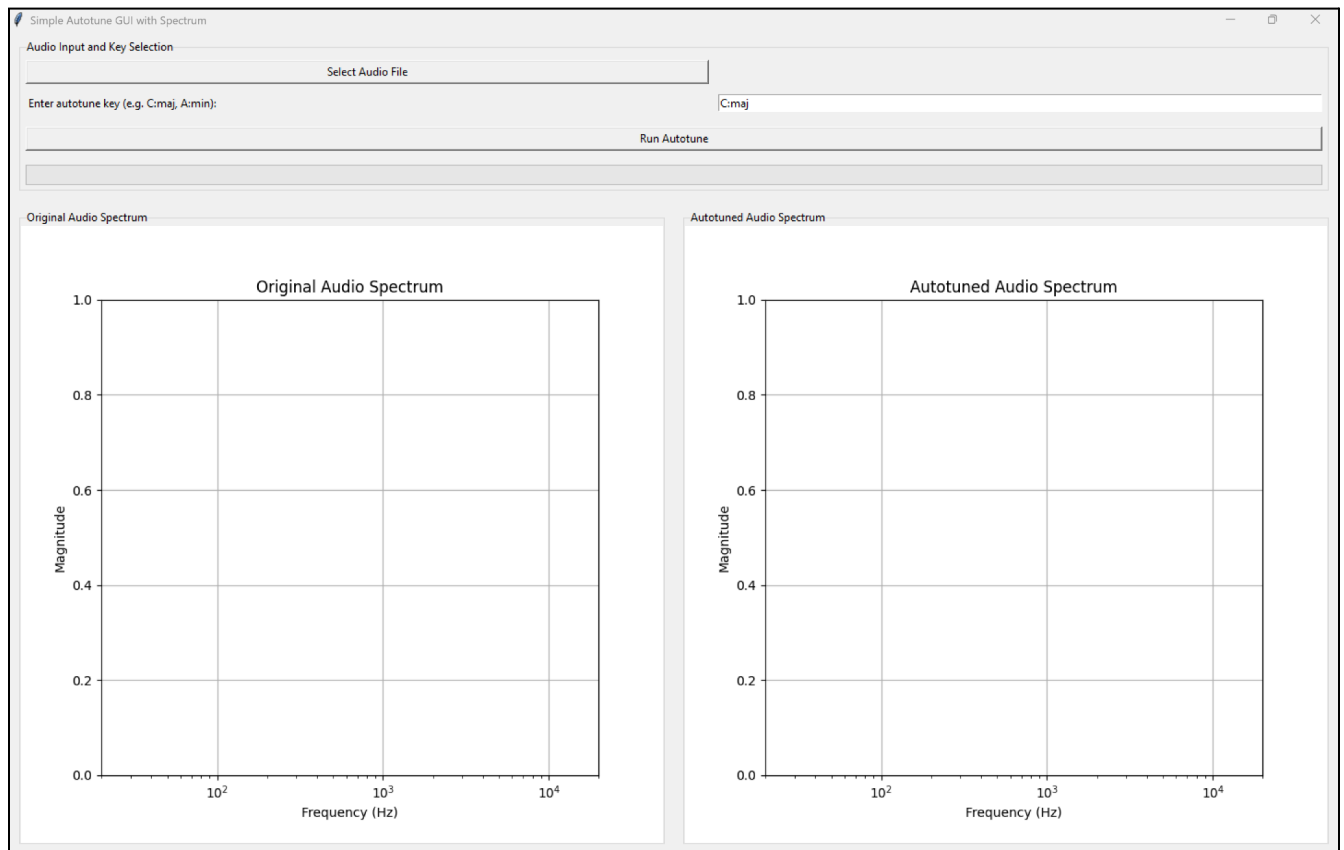 Simple Autotune GUI with Spectrum
Audio Input and Key Selection
Select Audio File
Enter autotune key (e.g. C:maj, A:min):
C:maj
Run Autotune
Original Audio Spectrum
Original Audio Spectrum
1.0
0.8
0.6
0.4
0.2
0.0
Magnitude
10²
10³
10⁴
Frequency (Hz)
Autotuned Audio Spectrum
Autotuned Audio Spectrum
1.0
0.8
0.6
0.4
0.2
0.0
Magnitude
10²
10³
10⁴
Frequency (Hz)